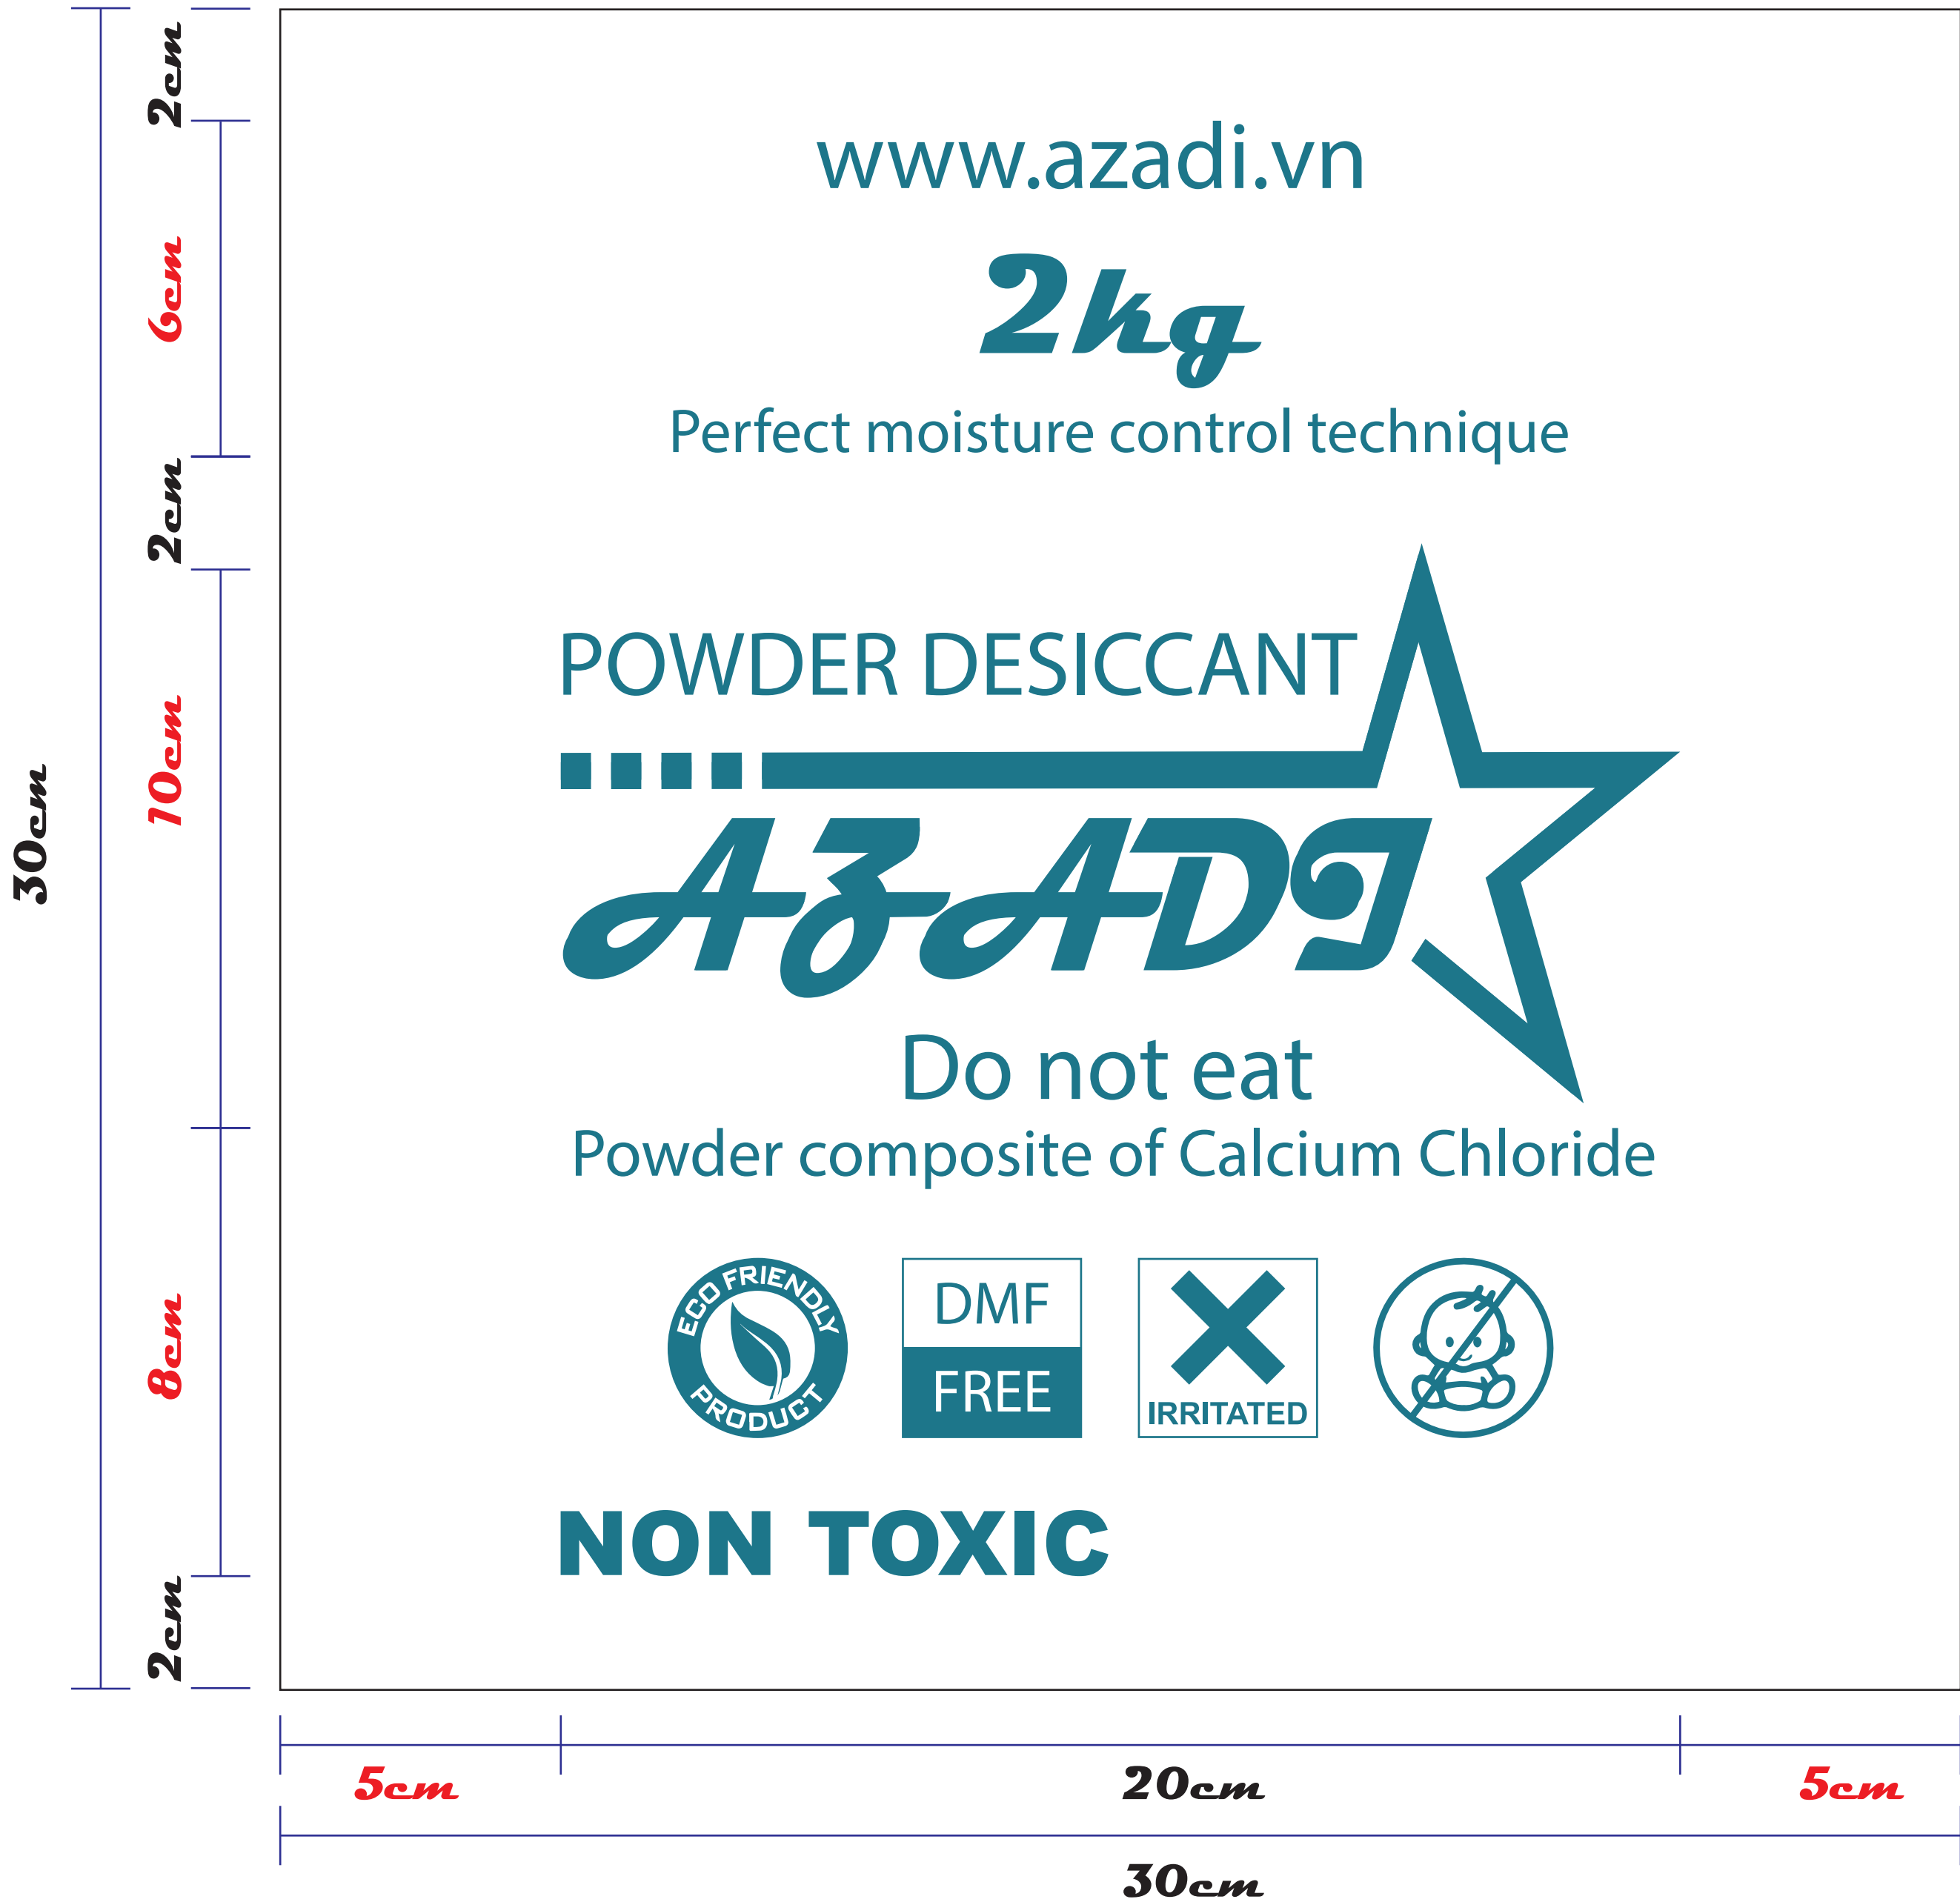 www.azadi.vn
2kg
Perfect moisture control technique
POWDER DESICCANT
AZADI
Do not eat
Powder composite of Calcium Chloride
ECO FRIENDLY
PRODUCT
DMF
FREE
IRRITATED
NON TOXIC
2cm
6cm
2cm
10cm
30cm
8cm
2cm
5cm
20cm
5cm
30cm